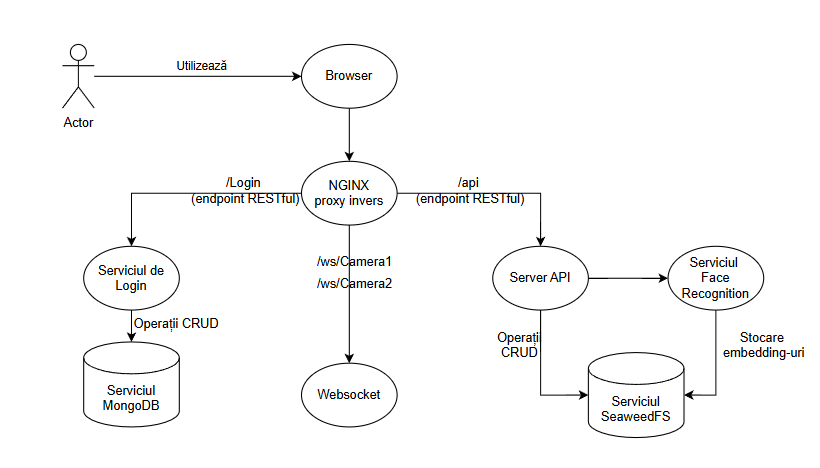 Utilizează
Browser
Actor
/Login
(endpoint RESTful)
NGINX
proxy invers
/api
(endpoint RESTful)
/ws/Camera1
/ws/Camera2
Serviciul de
Login
Server API
Serviciul
Face
Recognition
Operații CRUD
Operații
CRUD
Stocare
embedding-uri
Serviciul
MongoDB
Websocket
Serviciul
SeaweedFS